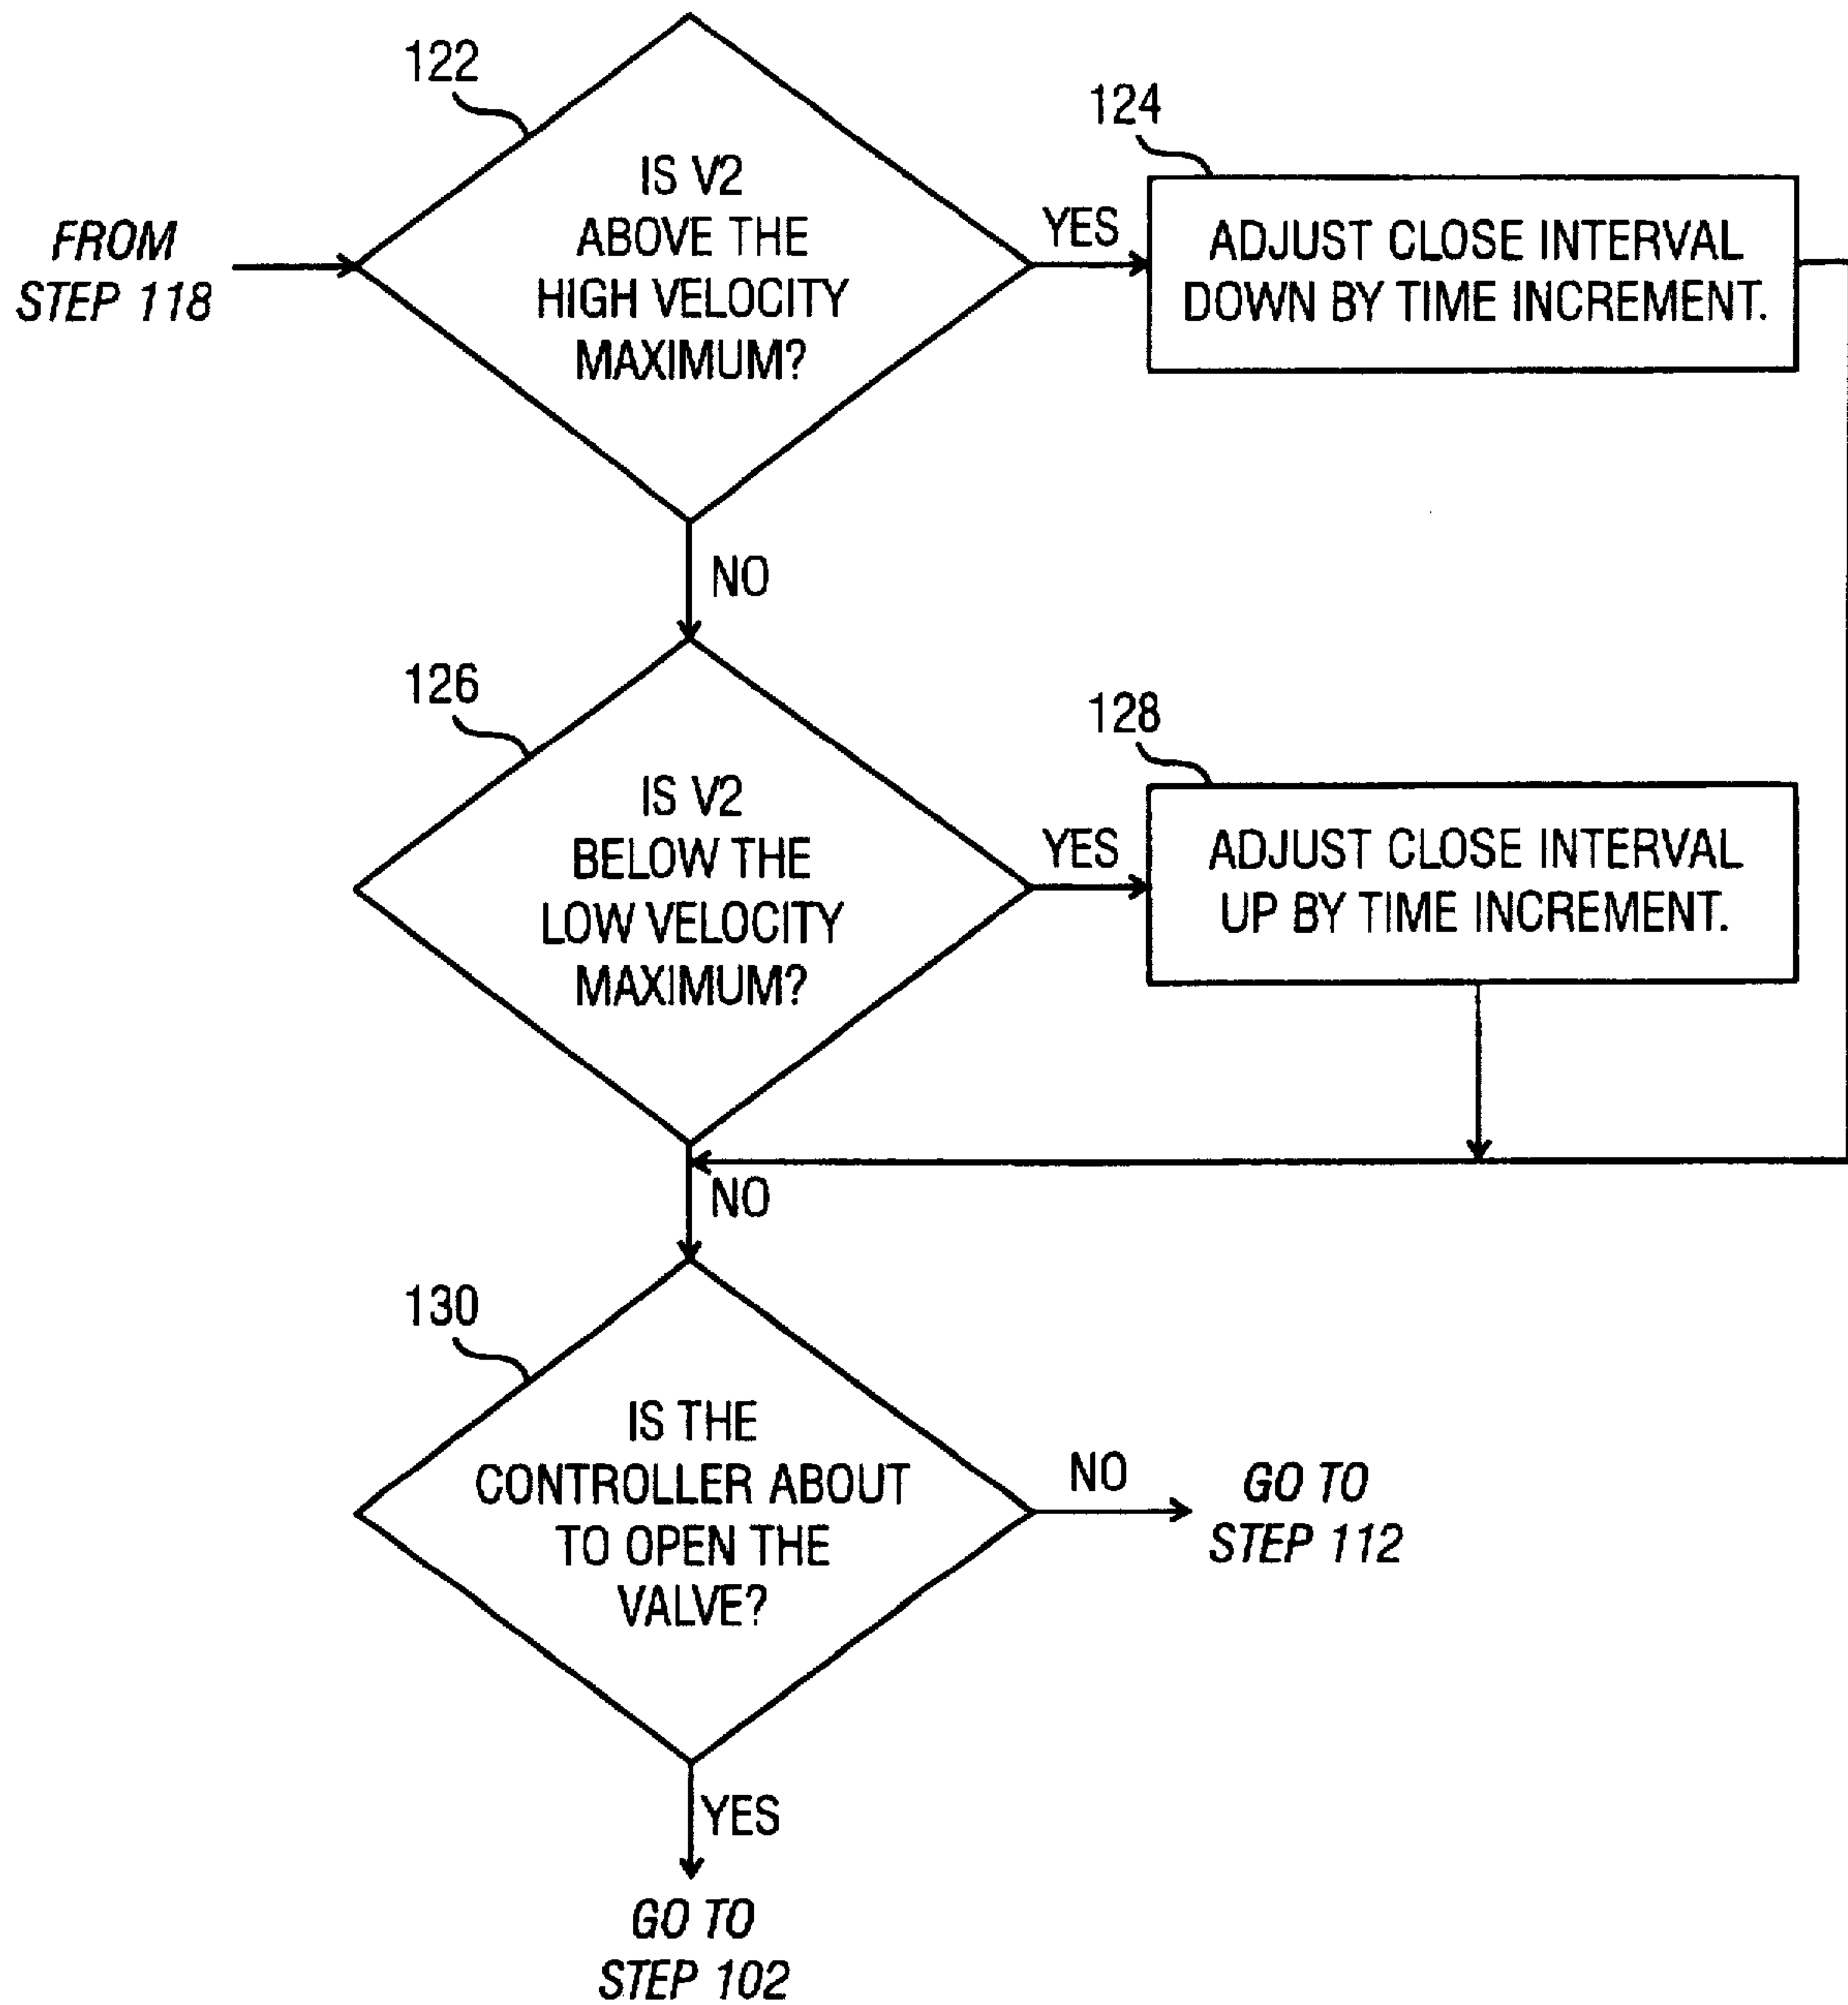 122
IS V2
ABOVE THE
HIGH VELOCITY
MAXIMUM?
FROM
STEP 118
YES
124
ADJUST CLOSE INTERVAL
DOWN BY TIME INCREMENT.
NO
126
IS V2
BELOW THE
LOW VELOCITY
MAXIMUM?
YES
128
ADJUST CLOSE INTERVAL
UP BY TIME INCREMENT.
NO
130
IS THE
CONTROLLER ABOUT
TO OPEN THE
VALVE?
NO
GO TO
STEP 112
YES
GO TO
STEP 102